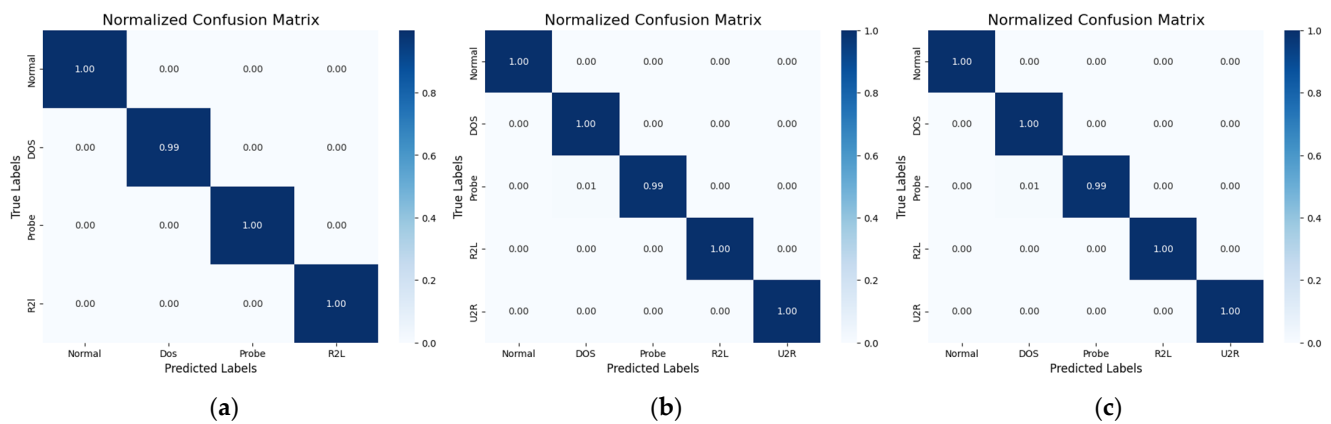 Normalized Confusion Matrix
Normal 1.00 0.00 0.00 0.00
DOS 0.00 0.99 0.00 0.00
Probe 0.00 0.00 1.00 0.00
R2l 0.00 0.00 0.00 1.00
True Labels
Normal Dos Probe R2L
Predicted Labels
0.8
0.6
0.4
0.2
0.0
(a)
Normalized Confusion Matrix
Normal 1.00 0.00 0.00 0.00 0.00
DOS 0.00 1.00 0.00 0.00 0.00
Probe 0.00 0.01 0.99 0.00 0.00
R2L 0.00 0.00 0.00 1.00 0.00
U2R 0.00 0.00 0.00 0.00 1.00
True Labels
Normal DOS Probe R2L U2R
Predicted Labels
1.0
0.8
0.6
0.4
0.2
0.0
(b)
Normalized Confusion Matrix
Normal 1.00 0.00 0.00 0.00 0.00
DOS 0.00 1.00 0.00 0.00 0.00
Probe 0.00 0.01 0.99 0.00 0.00
R2L 0.00 0.00 0.00 1.00 0.00
U2R 0.00 0.00 0.00 0.00 1.00
True Labels
Normal DOS Probe R2L U2R
Predicted Labels
1.0
0.8
0.6
0.4
0.2
0.0
(c)